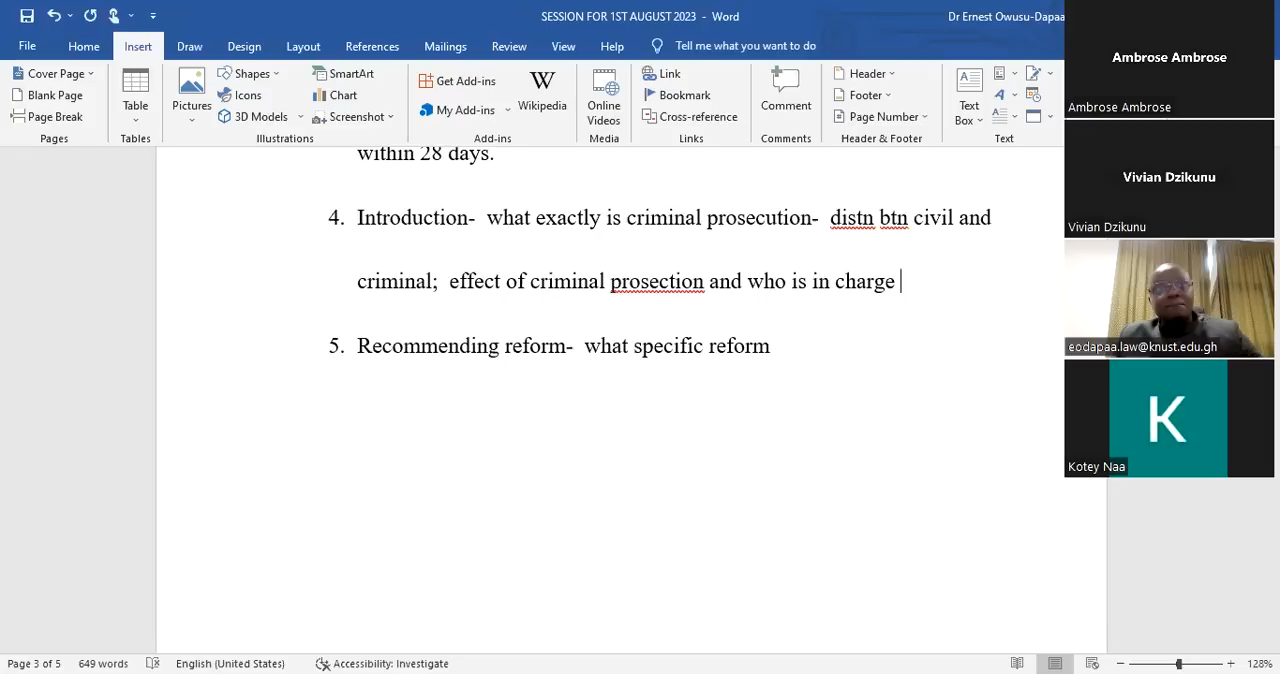 SESSION FOR 1ST AUGUST 2023 - Word
Dr Ernest Owusu-Dapaa
File Home Insert Draw Design Layout References Mailings Review View Help Tell me what you want to do
Cover Page
Blank Page
Page Break
Pages
Table
Tables
Pictures
Shapes
Icons
3D Models
SmartArt
Chart
Screenshot
Illustrations
Get Add-ins
My Add-ins
W
Wikipedia
Add-ins
Online
Videos
Media
Link
Bookmark
Cross-reference
Links
Comment
Comments
Header
Footer
Page Number
Header & Footer
A
Text
Box
Text
within 28 days.
4. Introduction- what exactly is criminal prosecution- distn btn civil and
criminal; effect of criminal prosection and who is in charge
5. Recommending reform- what specific reform
Ambrose Ambrose
Ambrose Ambrose
Vivian Dzikunu
Vivian Dzikunu
eodapaa.law@knust.edu.gh
K
Kotey Naa
Page 3 of 5 649 words English (United States) Accessibility: Investigate 128%